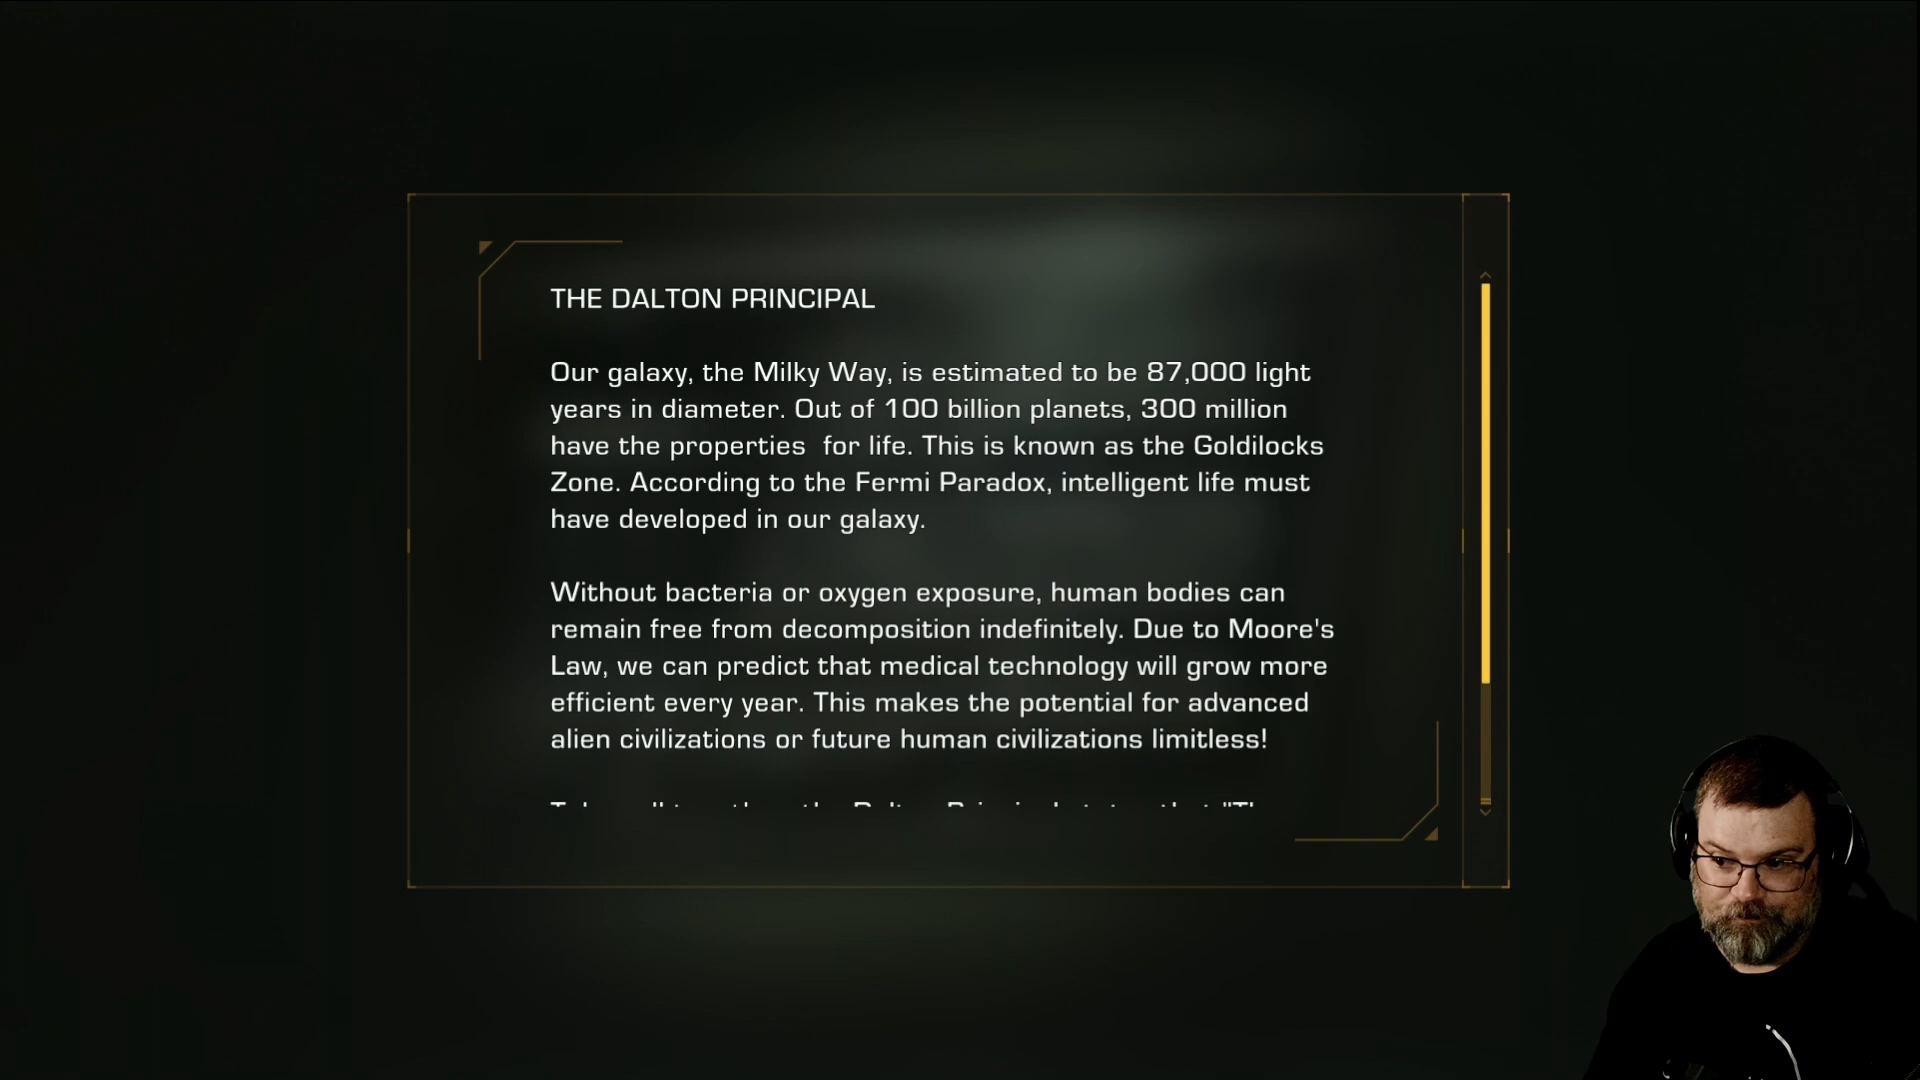 THE DALTON PRINCIPAL
Our galaxy, the Milky Way, is estimated to be 87,000 light
years in diameter. Out of 100 billion planets, 300 million
have the properties  for life. This is known as the Goldilocks
Zone. According to the Fermi Paradox, intelligent life must
have developed in our galaxy.
Without bacteria or oxygen exposure, human bodies can
remain free from decomposition indefinitely. Due to Moore's
Law, we can predict that medical technology will grow more
efficient every year. This makes the potential for advanced
alien civilizations or future human civilizations limitless!